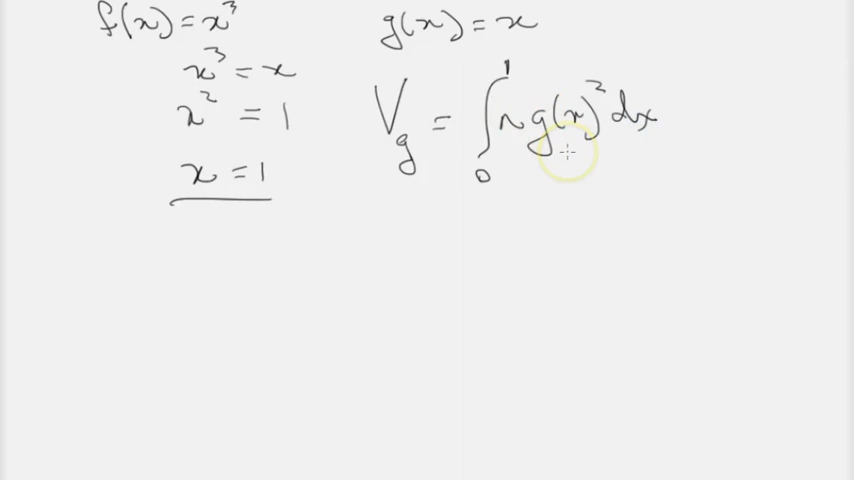 f(x) = x³
x³ = x
x² = 1
x = 1
g(x) = x
V_g = ∫₀¹ π g(x)² dx